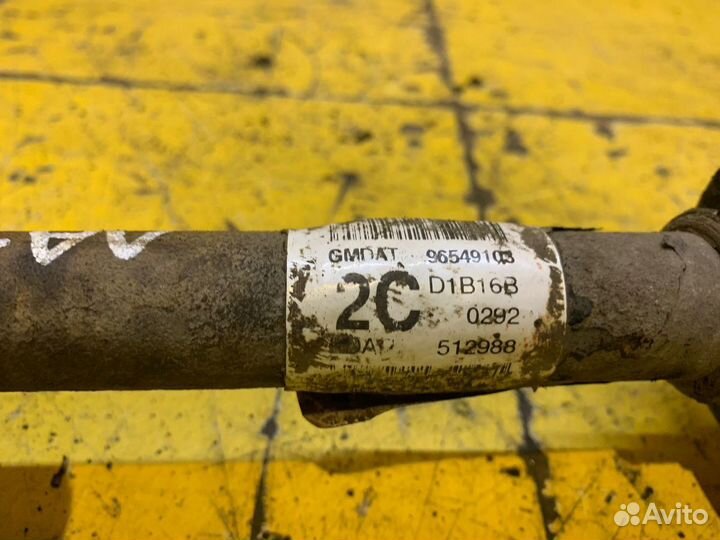 GMDAT 96549103
2C D1B16B
0292
512988
Avito